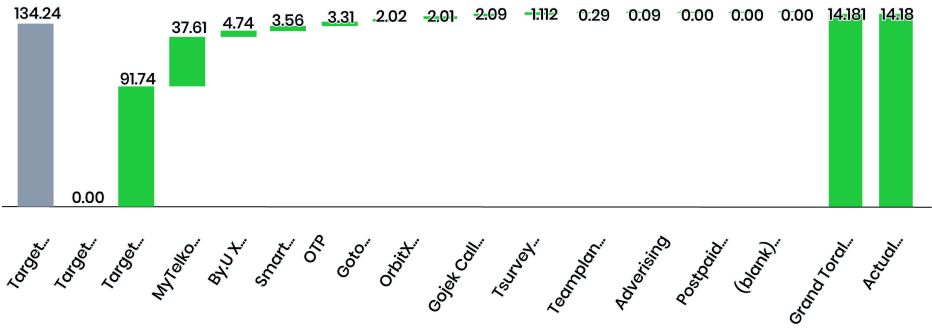 134.24
0.00
91.74
37.61
4.74
3.56
3.31
2.02
2.01
2.09
1.112
0.29
0.09
0.00
0.00
0.00
14.181
14.18
Target...
Target...
Target...
MyTelko...
By.U X...
Smart...
OTP
Goto...
OrbitX...
Gojek Call...
Tsurvey...
Teamplan...
Adverising
Postpaid...
(blank)...
Grand Toral...
Actual...